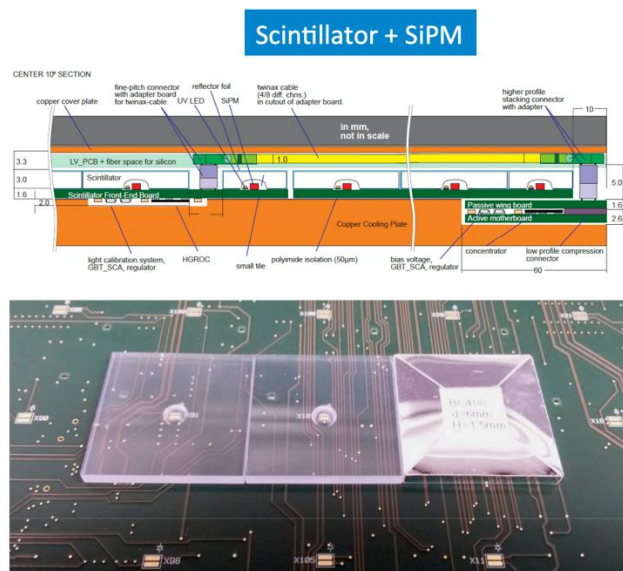 Scintillator + SiPM
CENTER 10° SECTION
copper cover plate
fine-pitch connector
with adapter board
for twinax-cable.
UV LED
reflector foil
SiPM
twinax cable
(4/8 diff. chns.)
in cutout of adapter board.
higher profile
stacking connector
with adapter
10
in mm,
not in scale
3.3
LV_PCB + fiber space for silicon
1.0
3.0
Scintillator
5.0
1.6
Scintillator Front-End Board
2.0
Copper Cooling Plate
Passive wing board
1.6
Active motherboard
2.6
light calibration system,
GBT_SCA, regulator
HGROC
small tile
polyimide isolation (50µm)
bias voltage,
GBT_SCA, regulator
concentrator
low profile compression
connector
60
X90
X91
X16
d=6mm
X98
X105
X11